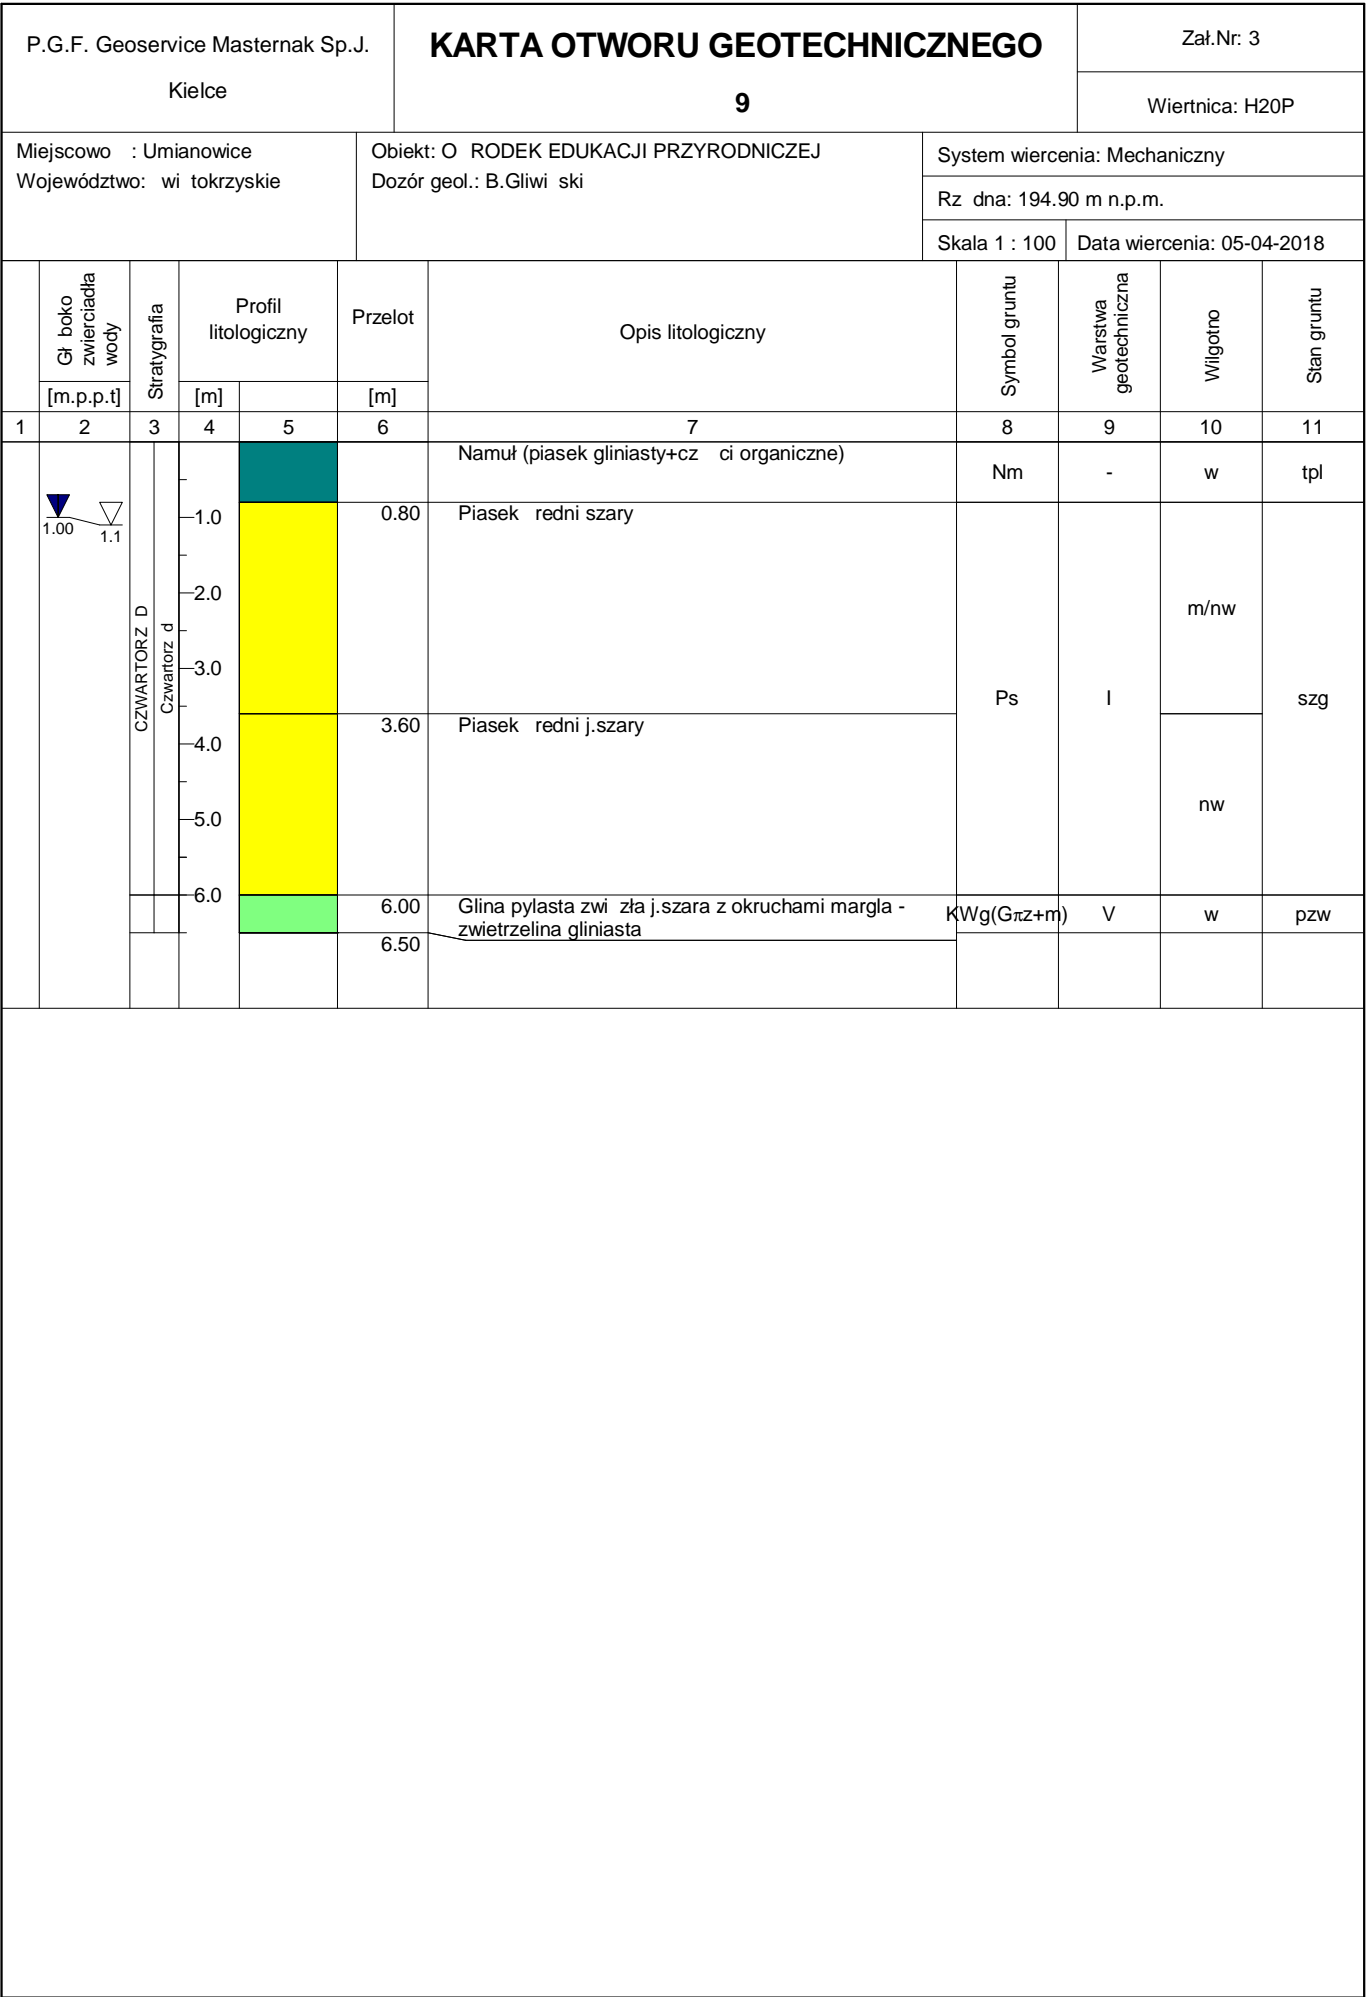 P.G.F. Geoservice Masternak Sp.J.
Kielce
KARTA OTWORU GEOTECHNICZNEGO
9
Zał.Nr: 3
Wiertnica: H20P
Miejscowo : Umianowice
Województwo: wi tokrzyskie
Obiekt: O RODEK EDUKACJI PRZYRODNICZEJ
Dozór geol.: B.Gliwi ski
System wiercenia: Mechaniczny
Rz dna: 194.90 m n.p.m.
Skala 1 : 100
Data wiercenia: 05-04-2018
Gł boko
zwierciadła
wody
[m.p.p.t]
Stratygrafia
Profil
litologiczny
[m]
Przelot
[m]
Opis litologiczny
Symbol gruntu
Warstwa
geotechniczna
Wilgotno
Stan gruntu
1 2 3 4 5 6 7 8 9 10 11
Namuł (piasek gliniasty+cz ci organiczne)
Nm - w tpl
1.00
1.1
1.0
0.80
Piasek redni szary
2.0
m/nw
CZWARTORZ D
Czwartorz d
3.0
Ps I szg
3.60
Piasek redni j.szary
4.0
nw
5.0
6.0
6.00
Glina pylasta zwi zła j.szara z okruchami margla -
zwietrzelina gliniasta
KWg(Gπz+m) V w pzw
6.50